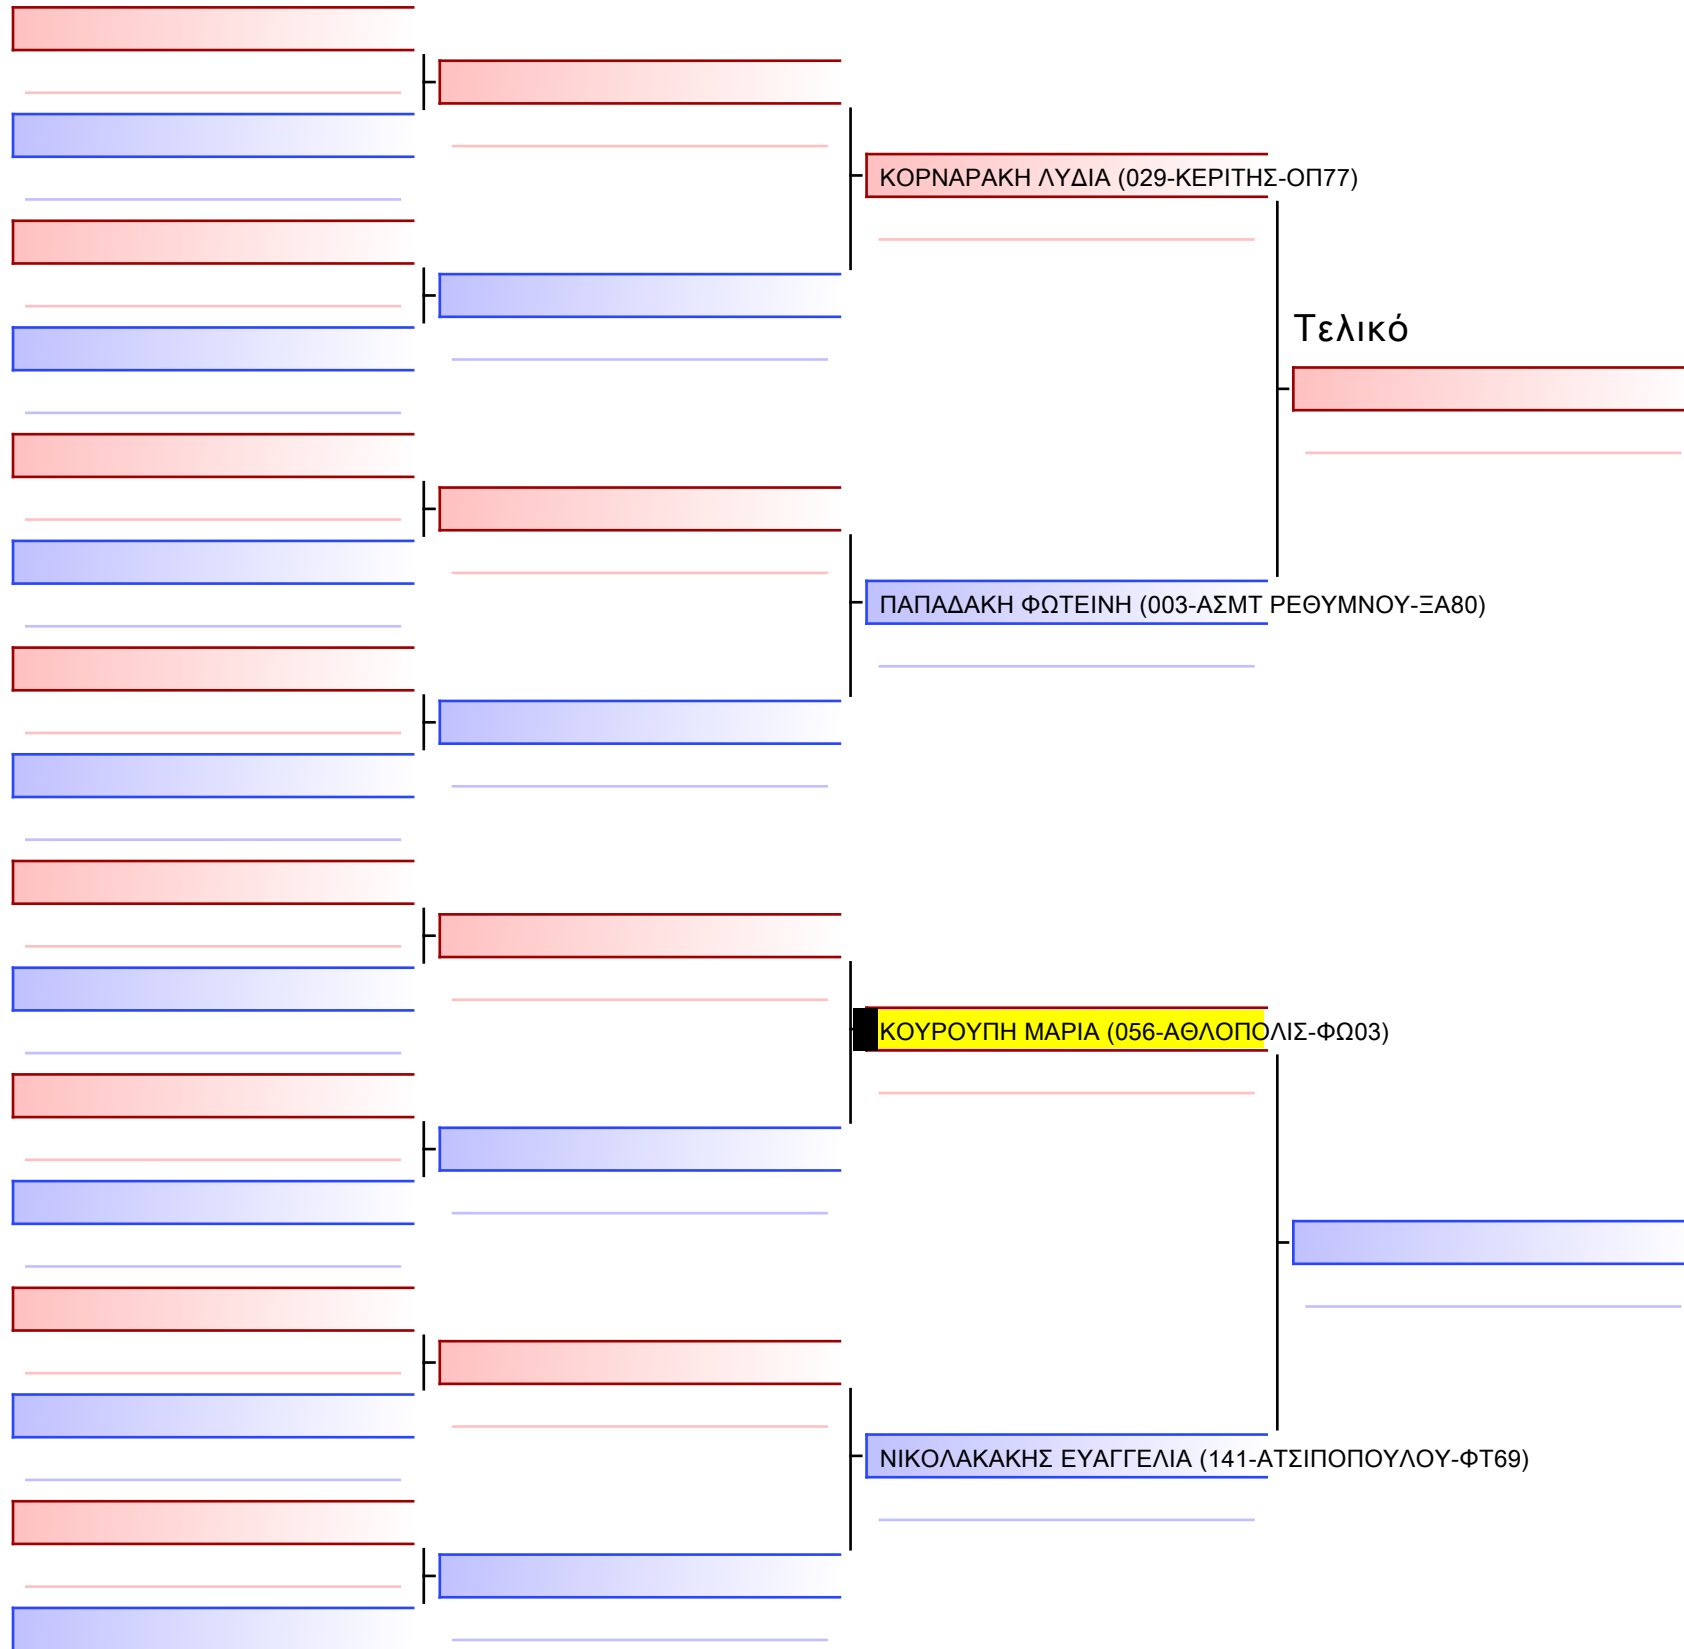 ΚΟΡΝΑΡΑΚΗ ΛΥΔΙΑ (029-ΚΕΡΙΤΗΣ-ΟΠ77)
Τελικό
ΠΑΠΑΔΑΚΗ ΦΩΤΕΙΝΗ (003-ΑΣΜΤ ΡΕΘΥΜΝΟΥ-ΞΑ80)
ΚΟΥΡΟΥΠΗ ΜΑΡΙΑ (056-ΑΘΛΟΠΟΛΙΣ-ΦΩ03)
ΝΙΚΟΛΑΚΑΚΗΣ ΕΥΑΓΓΕΛΙΑ (141-ΑΤΣΙΠΟΠΟΥΛΟΥ-ΦΤ69)